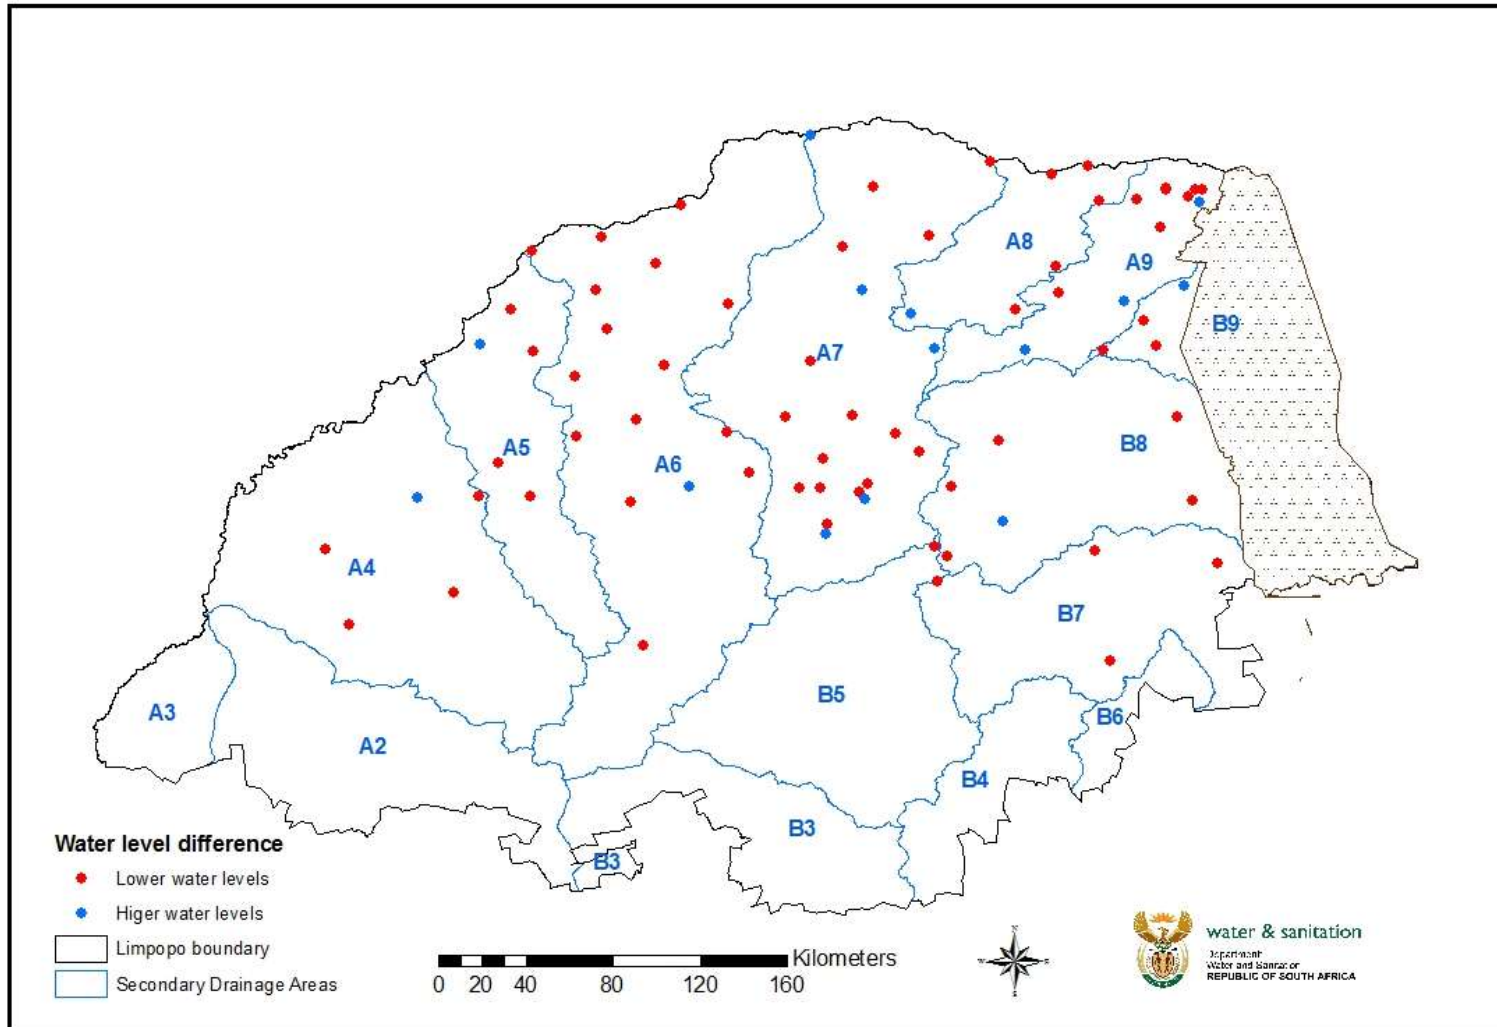 A8
A9
B9
A7
A5
A6
B8
A4
B7
A3
B5
B6
A2
B4
B3
B3
Water level difference
Lower water levels
Higer water levels
Limpopo boundary
Secondary Drainage Areas
Kilometers
0 20 40 80 120 160
water & sanitation
Department:
Water and Sanitation
REPUBLIC OF SOUTH AFRICA